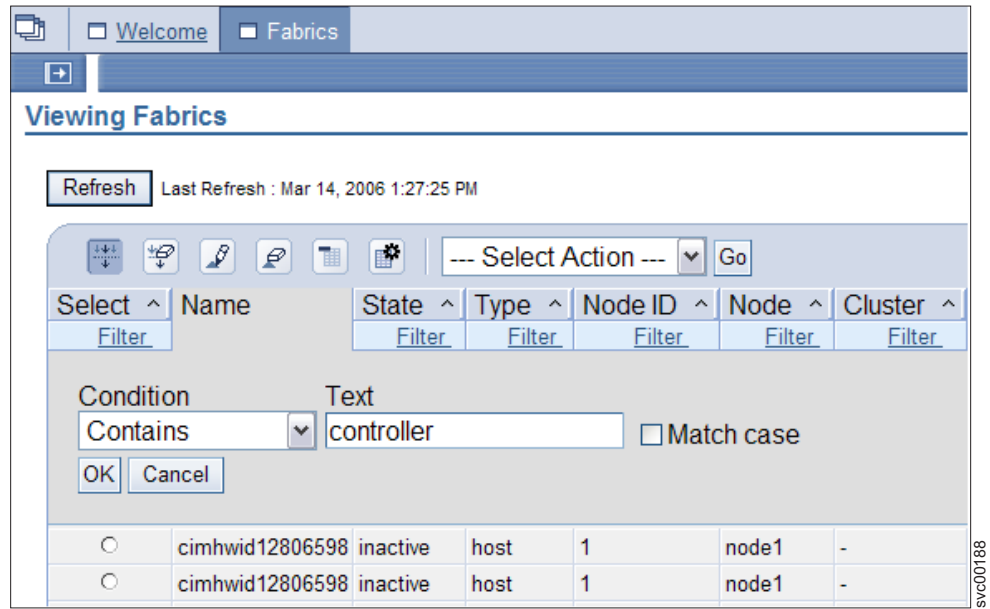 Welcome Fabrics
Viewing Fabrics
Refresh Last Refresh : Mar 14, 2006 1:27:25 PM
--- Select Action --- Go
Select ^ Name State ^ Type ^ Node ID ^ Node ^ Cluster ^
Filter Filter Filter Filter Filter Filter
Condition Text
Contains controller Match case
OK Cancel
cimhwid12806598 inactive host 1 node1 -
cimhwid12806598 inactive host 1 node1 -
svc00188